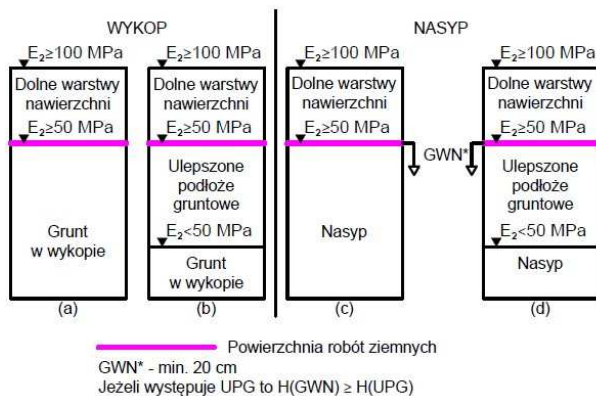 WYKOP NASYP
E₂≥100 MPa E₂≥100 MPa E₂≥100 MPa E₂≥100 MPa
Dolne warstwy Dolne warstwy Dolne warstwy Dolne warstwy
nawierzchni nawierzchni nawierzchni nawierzchni
E₂≥50 MPa E₂≥50 MPa E₂≥50 MPa E₂≥50 MPa
GWN*
Ulepszone Ulepszone
podłoże podłoże
gruntowe gruntowe
Grunt Nasyp
w wykopie
E₂<50 MPa E₂<50 MPa
Grunt Nasyp
w wykopie
(a) (b) (c) (d)
Powierzchnia robót ziemnych
GWN* - min. 20 cm
Jeżeli występuje UPG to H(GWN) ≥ H(UPG)